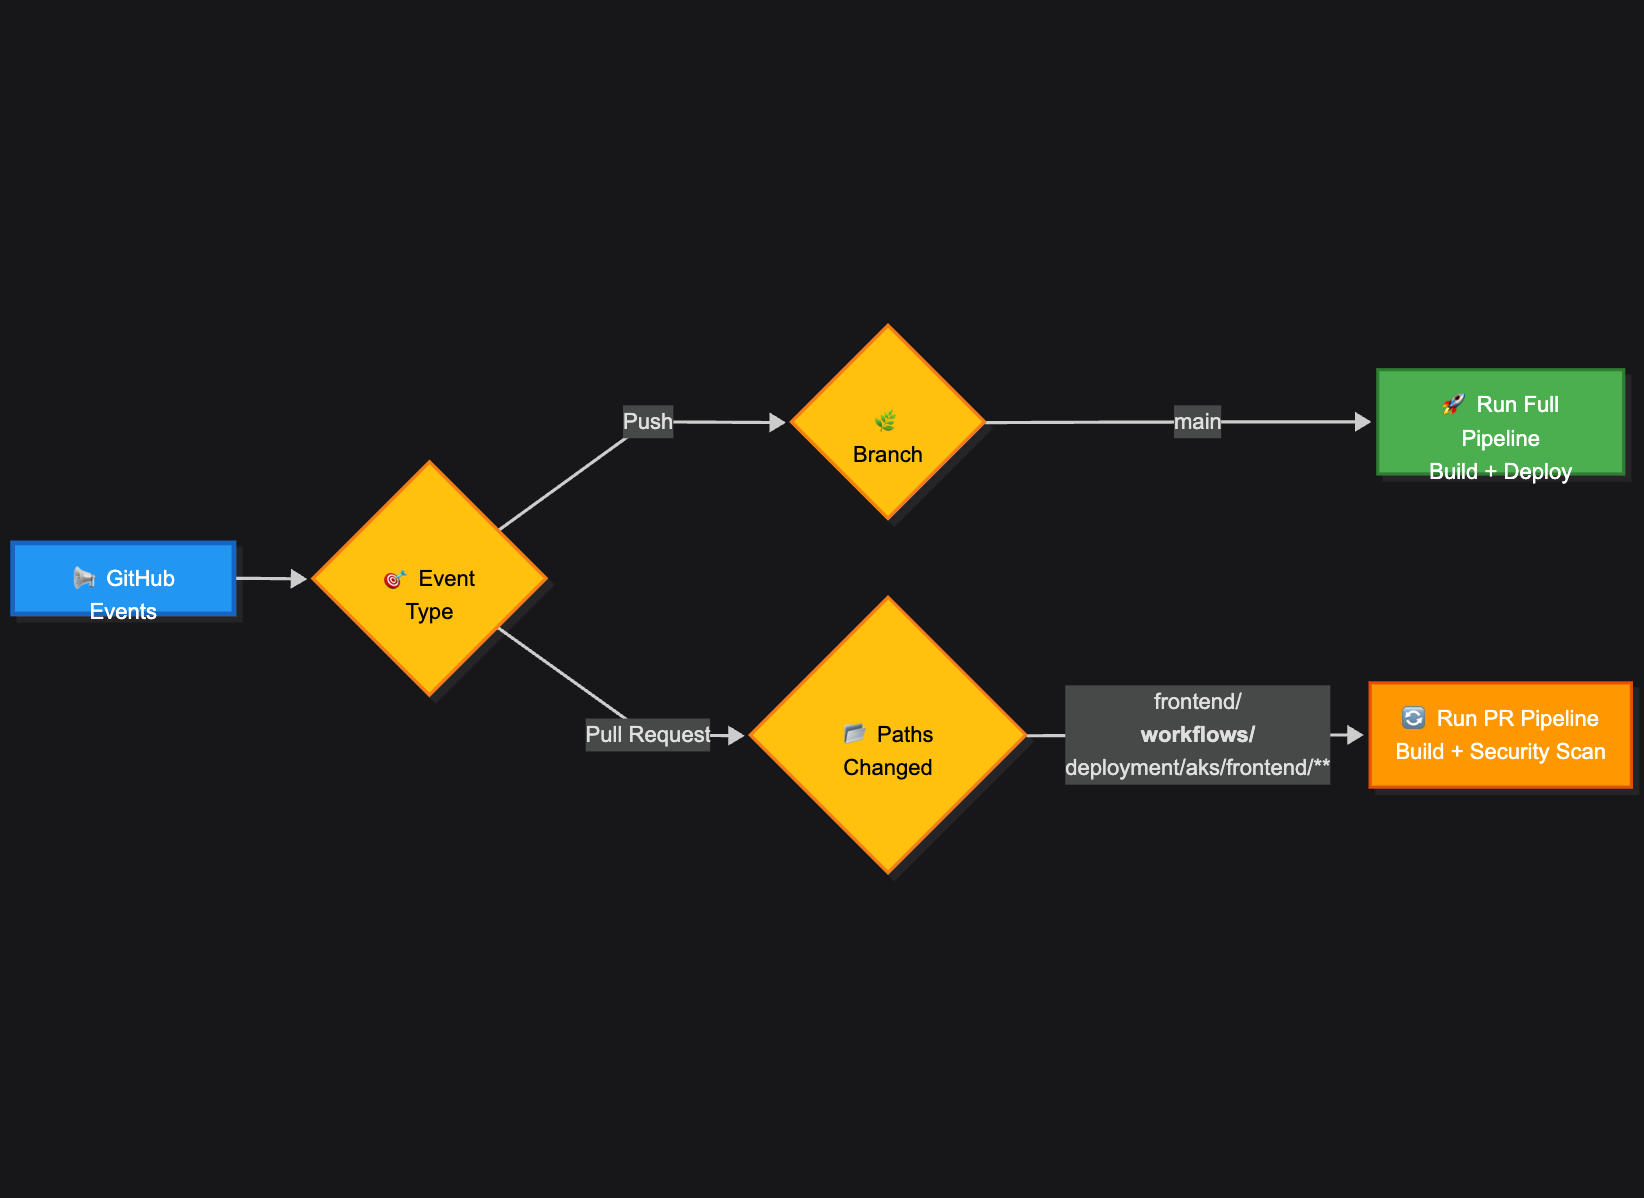 📢 GitHub
Events
🎯 Event
Type
Push
🌿
Branch
main
🚀 Run Full
Pipeline
Build + Deploy
Pull Request
📂 Paths
Changed
frontend/
workflows/
deployment/aks/frontend/**
🔄 Run PR Pipeline
Build + Security Scan